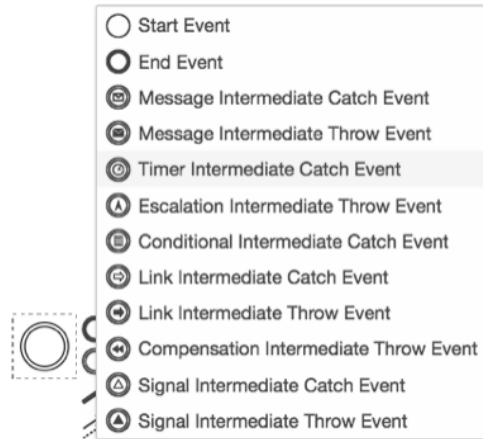 Start Event
End Event
Message Intermediate Catch Event
Message Intermediate Throw Event
Timer Intermediate Catch Event
Escalation Intermediate Throw Event
Conditional Intermediate Catch Event
Link Intermediate Catch Event
Link Intermediate Throw Event
Compensation Intermediate Throw Event
Signal Intermediate Catch Event
Signal Intermediate Throw Event